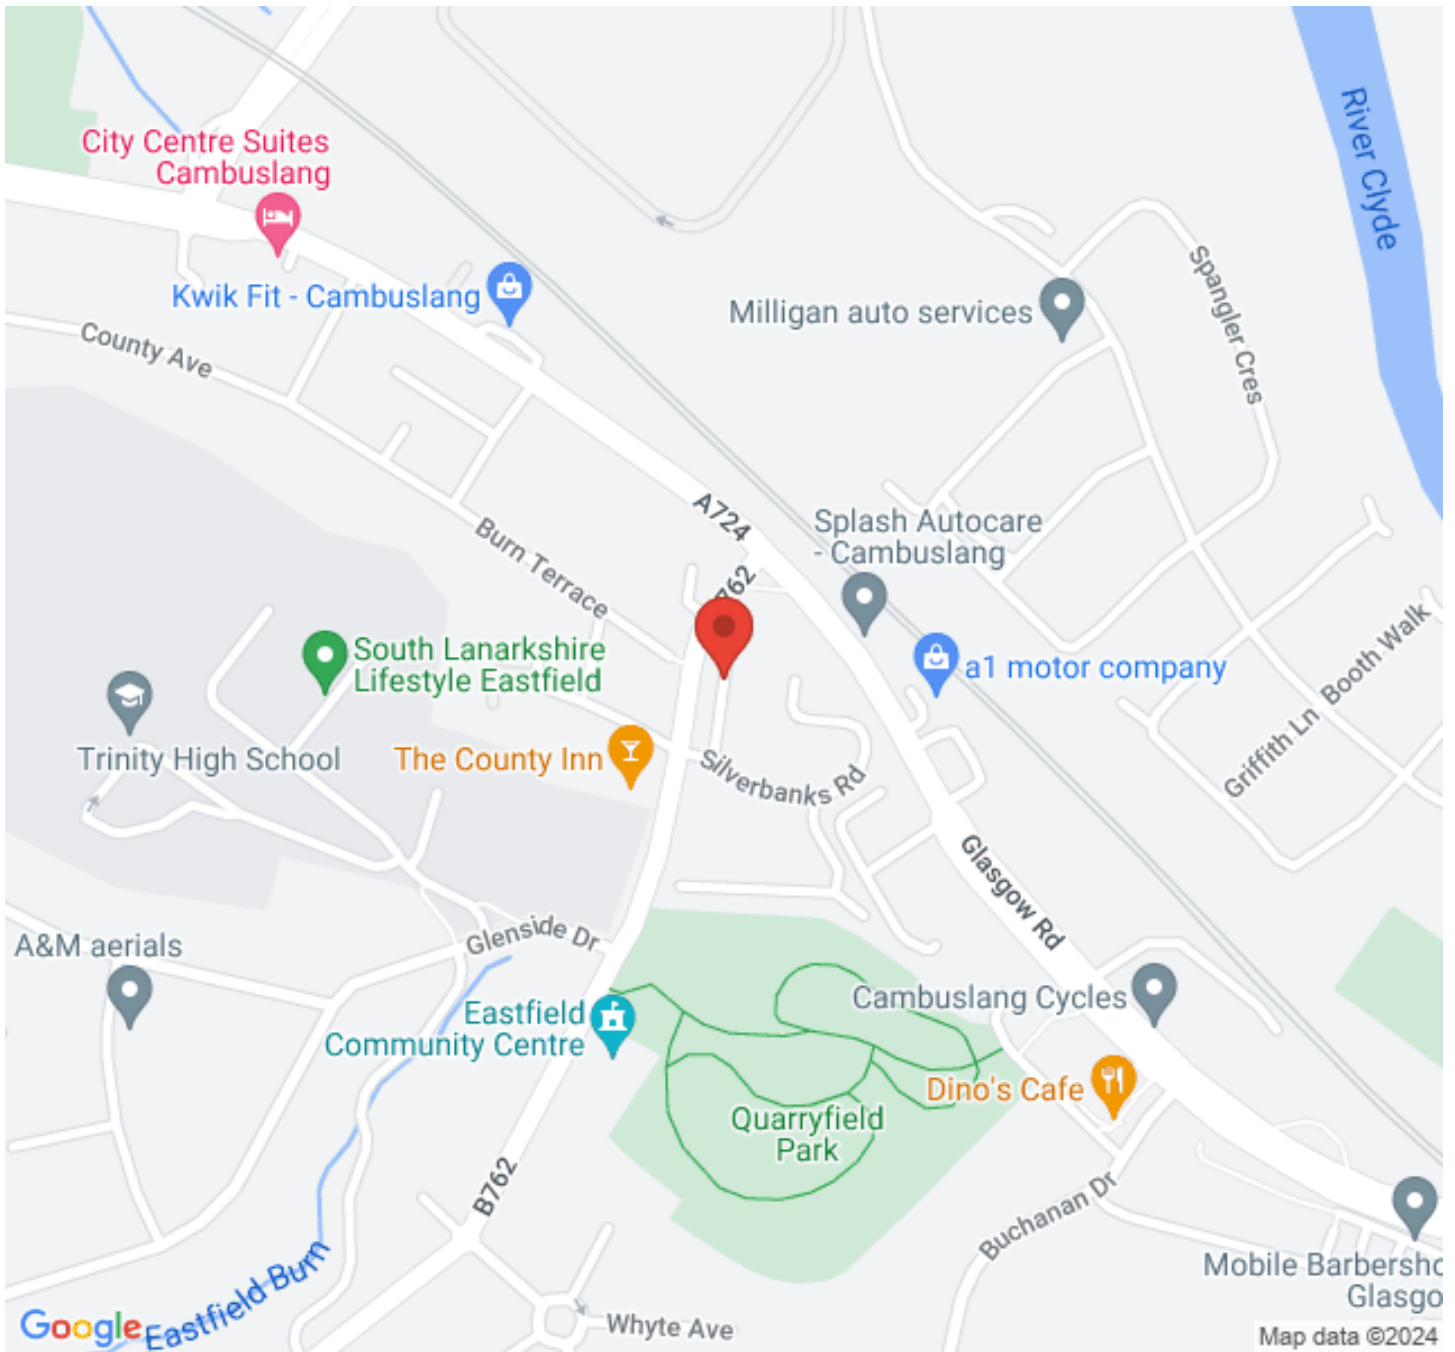 City Centre Suites
Cambuslang
River Clyde
Kwik Fit - Cambuslang
Milligan auto services
Spangler Cres
County Ave
A724
Splash Autocare
- Cambuslang
Burn Terrace
762
South Lanarkshire
Lifestyle Eastfield
a1 motor company
Booth Walk
Griffith Ln
Trinity High School
The County Inn
Silverbanks Rd
Glasgow Rd
Glenside Dr
A&M aerials
Cambuslang Cycles
Eastfield
Community Centre
Dino's Cafe
Quarryfield
Park
B762
Buchanan Dr
Eastfield Burn
Mobile Barbersho
Glasgo
Whyte Ave
Google
Map data ©2024